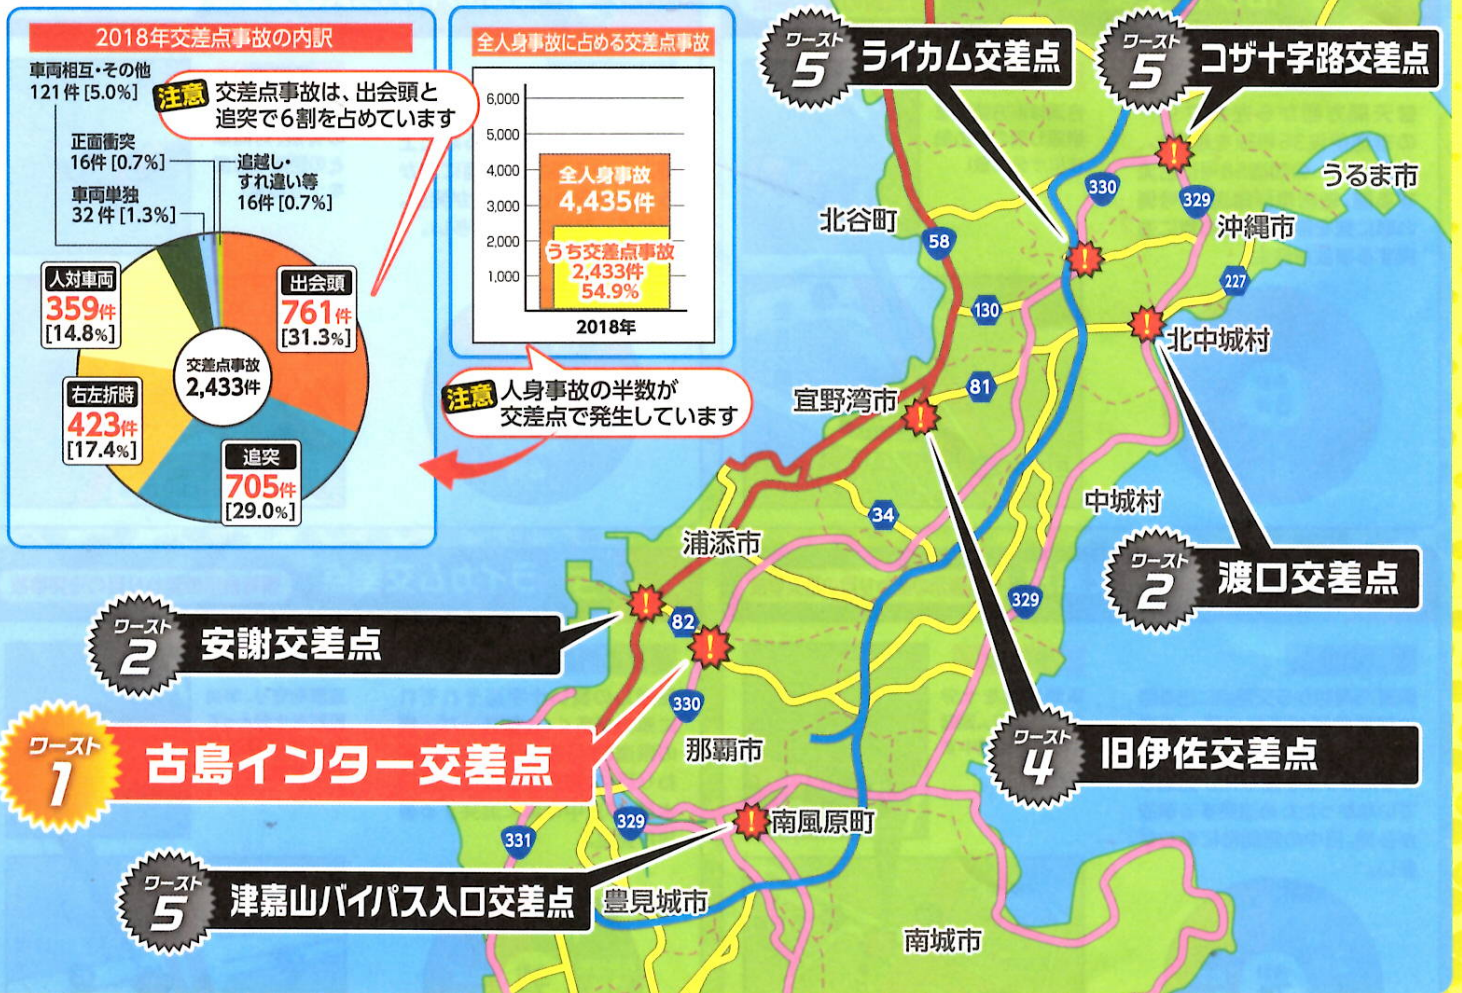 2018年交差点事故の内訳
車両相互・その他
121件[5.0%]
注意
交差点事故は、出会頭と
追突で6割を占めています
正面衝突
16件[0.7%]
車両単独
32件[1.3%]
追越し・
すれ違い等
16件[0.7%]
人対車両
359件
[14.8%]
出会頭
761件
[31.3%]
交差点事故
2,433件
右左折時
423件
[17.4%]
追突
705件
[29.0%]
全人身事故に占める交差点事故
6,000
5,000
4,000
3,000
2,000
1,000
全人身事故
4,435件
うち交差点事故
2,433件
54.9%
2018年
注意
人身事故の半数が
交差点で発生しています
ワースト
5
ライカム交差点
ワースト
5
コザ十字路交差点
うるま市
330
329
北谷町
沖縄市
58
227
130
北中城村
81
宜野湾市
中城村
34
浦添市
ワースト
2
渡口交差点
329
82
ワースト
2
安謝交差点
330
ワースト
1
古島インター交差点
那覇市
ワースト
4
旧伊佐交差点
329
南風原町
331
ワースト
5
津嘉山バイパス入口交差点
豊見城市
南城市